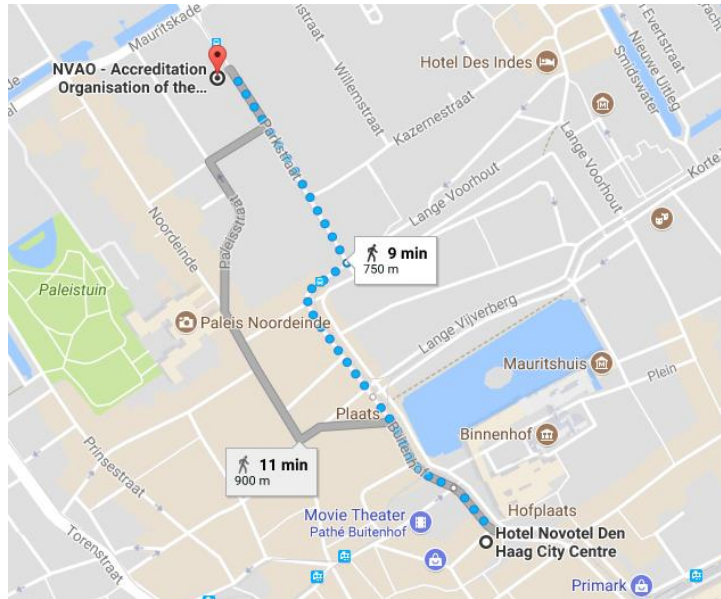 Mauritskade
NVAO - Accreditation
Organisation of the...
Willemstraat
Hotel Des Indes
Evertstraat
Nieuwe Uitleg
Smidswater
Kazernestraat
Parkstraat
Lange Voorhout
Lange Voorhout
Korte
Noordeinde
Paleisstraat
9 min
750 m
Paleistuin
Paleis Noordeinde
Lange Vijverberg
Mauritshuis
Plein
Plaats
Buitenhof
Binnenhof
11 min
900 m
Prinsestraat
Torenstraat
Movie Theater
Pathé Buitenhof
Hofplaats
Hotel Novotel Den
Haag City Centre
Primark